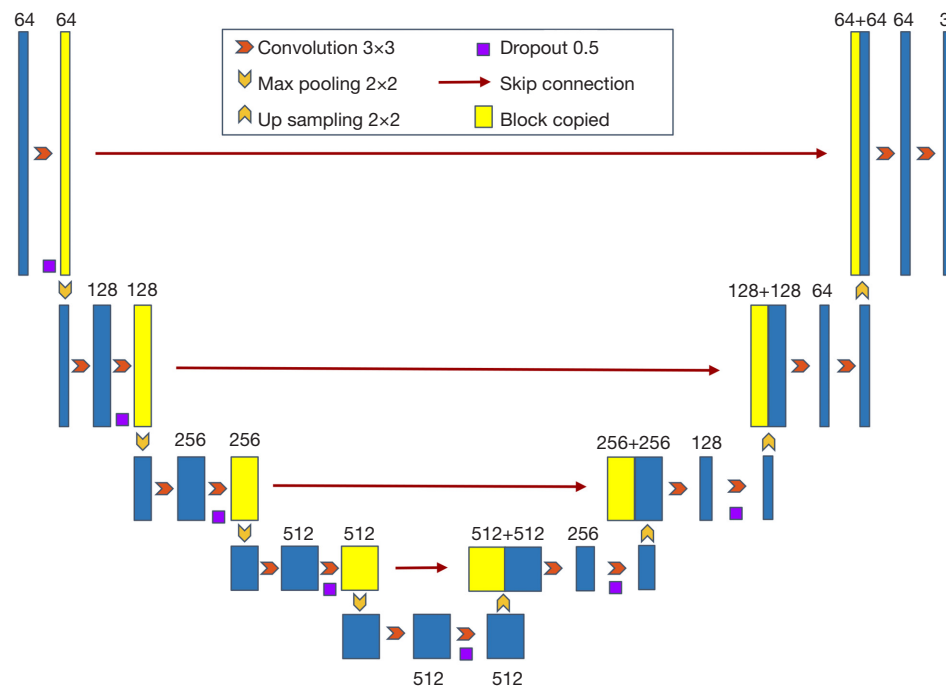 64 64 64+64 64 3
Convolution 3×3 Dropout 0.5
Max pooling 2×2 Skip connection
Up sampling 2×2 Block copied
128 128 128+128 64
256 256 256+256 128
512 512 512+512 256
512 512